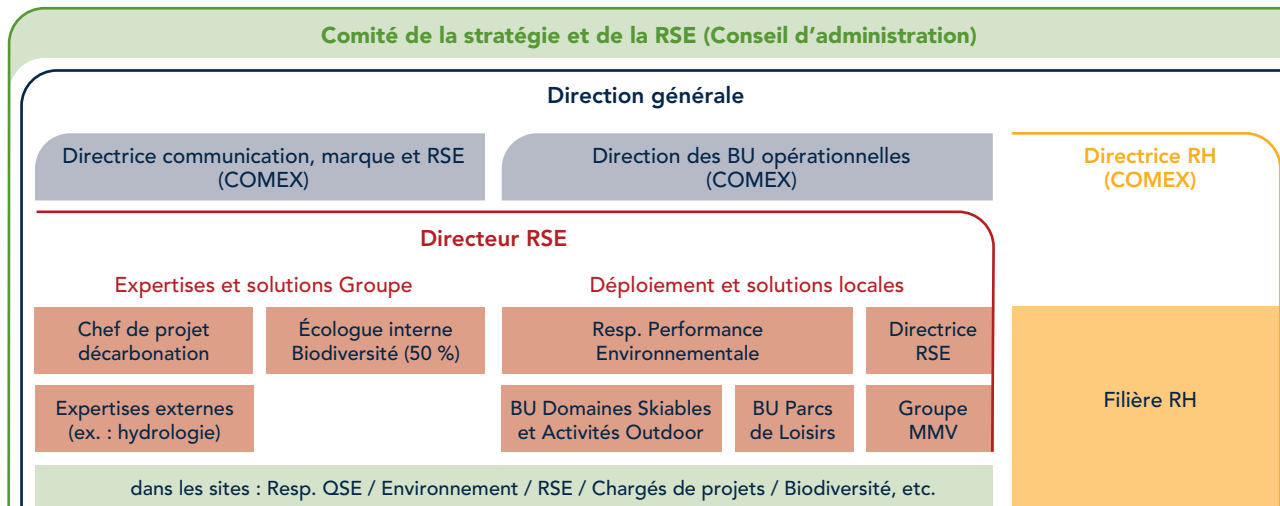 Comité de la stratégie et de la RSE (Conseil d'administration)
Direction générale
Directrice communication, marque et RSE
(COMEX)
Direction des BU opérationnelles
(COMEX)
Directrice RH
(COMEX)
Directeur RSE
Expertises et solutions Groupe
Déploiement et solutions locales
Chef de projet
décarbonation
Écologue interne
Biodiversité (50 %)
Resp. Performance
Environnementale
Directrice
RSE
Expertises externes
(ex. : hydrologie)
BU Domaines Skiables
et Activités Outdoor
BU Parcs
de Loisirs
Groupe
MMV
Filière RH
dans les sites : Resp. QSE / Environnement / RSE / Chargés de projets / Biodiversité, etc.